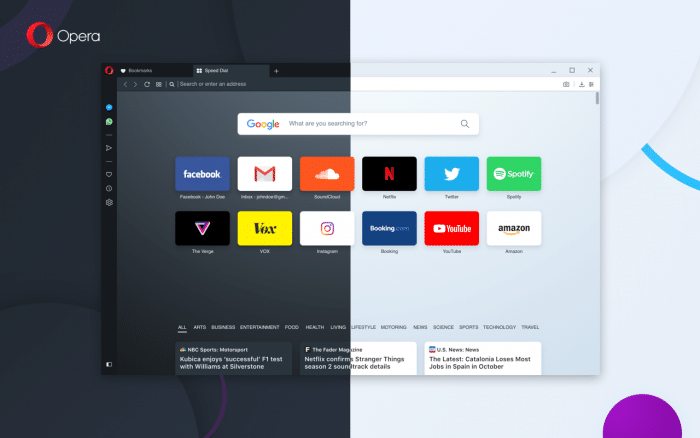 Opera
Bookmarks
Speed Dial
Search or enter an address
Google
What are you searching for?
facebook
SOUNDCLOUD
N
Spotify
Facebook - John Doe
Inbox - johndoe@gm...
SoundCloud
Netflix
Twitter
Spotify
Vox
Booking.com
YouTube
amazon
The Verge
VOX
Instagram
Booking
YouTube
Amazon
ALL ARTS BUSINESS ENTERTAINMENT FOOD HEALTH LIVING LIFESTYLE MOTORING NEWS SCIENCE SPORTS TECHNOLOGY TRAVEL
NBC Sports: Motorsport
Kubica enjoys 'successful' F1 test
with Williams at Silverstone
F The Fader Magazine
Netflix confirms Stranger Things
season 2 soundtrack details
U.S. News: News
The Latest: Catalonia Loses Most
Jobs in Spain in October